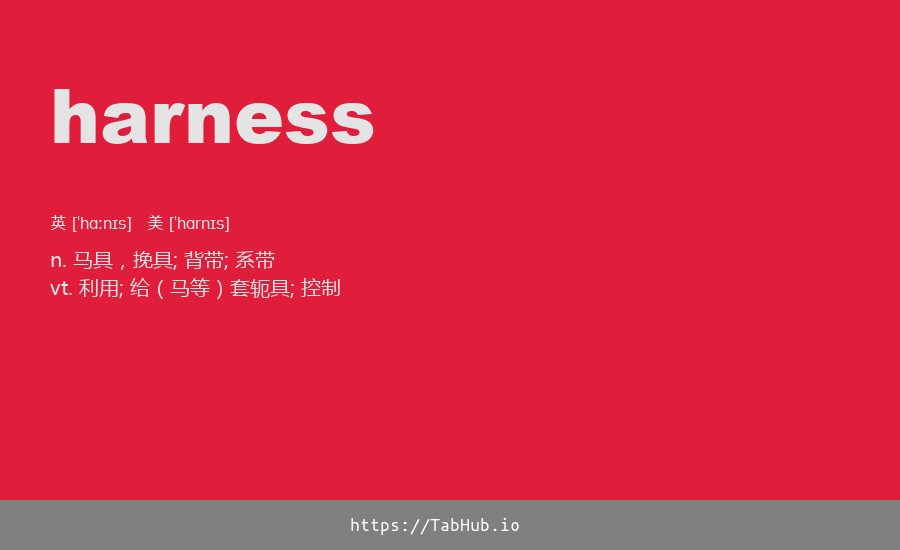 harness
英 [ˈhɑːnɪs] 美 [ˈharnɪs]
n. 马具，挽具; 背带; 系带
vt. 利用; 给（马等）套轭具; 控制
https://TabHub.io